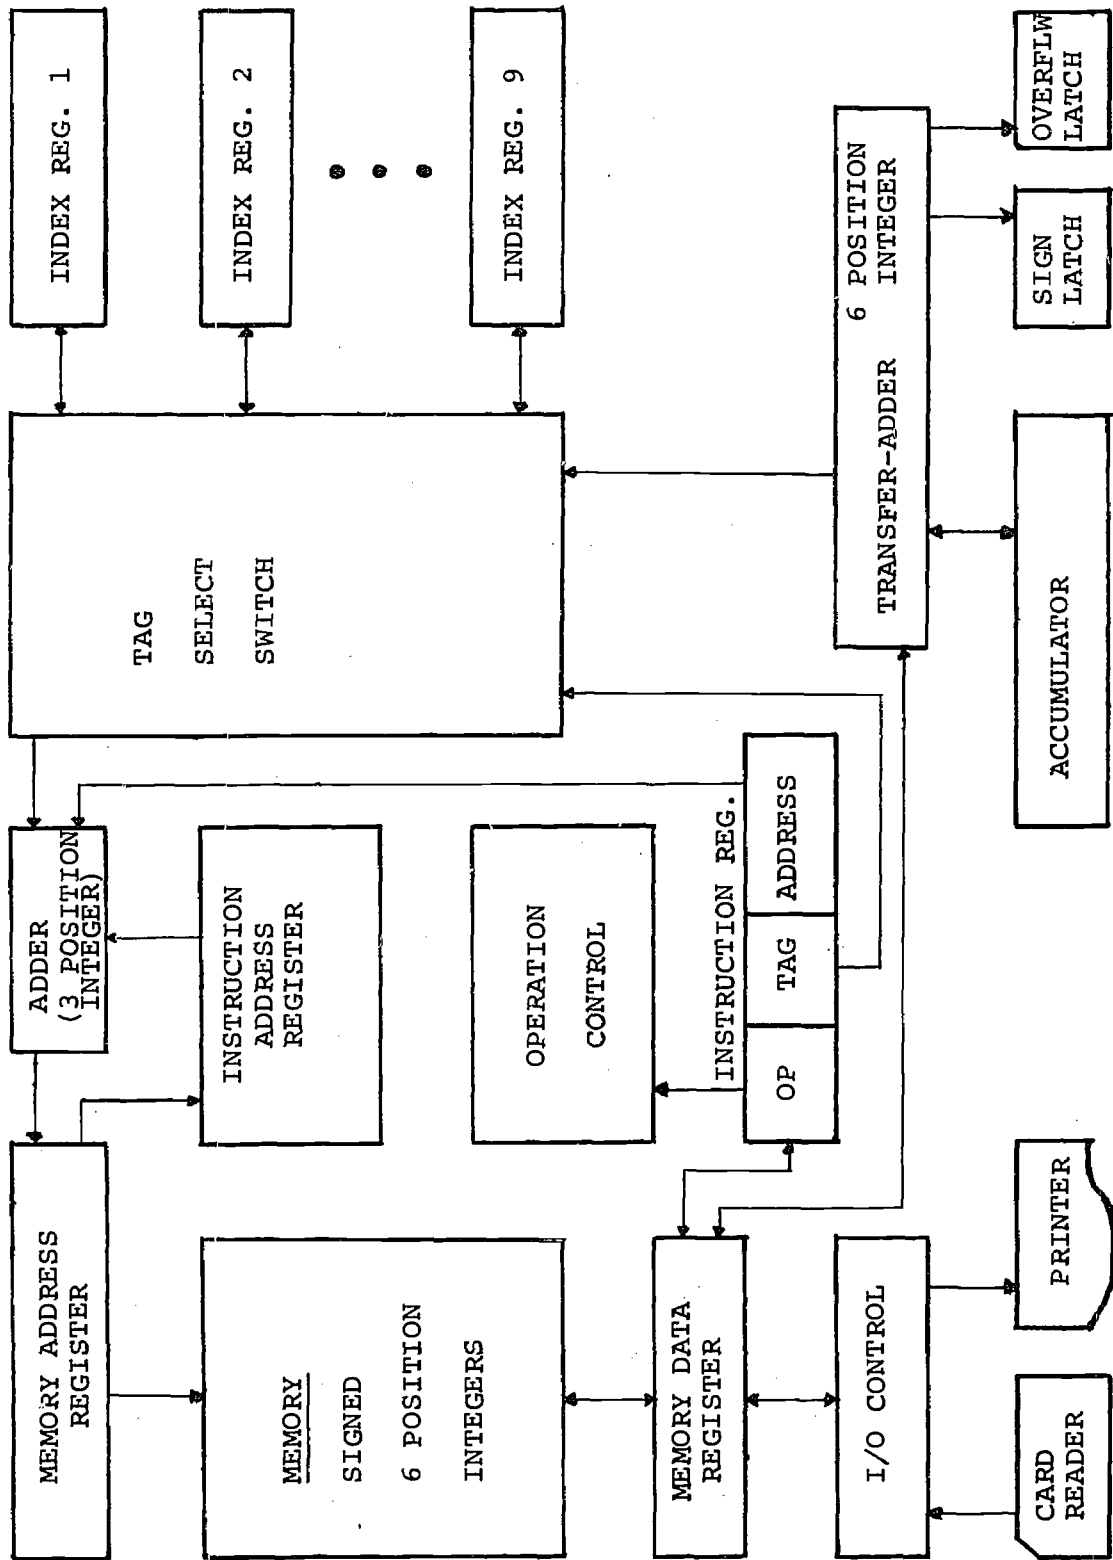 MEMORY ADDRESS
REGISTER
ADDER
(3 POSITION
INTEGER)
TAG
SELECT
SWITCH
INDEX REG. 1
INDEX REG. 2
INDEX REG. 9
MEMORY
SIGNED
6 POSITION
INTEGERS
INSTRUCTION
ADDRESS
REGISTER
OPERATION
CONTROL
MEMORY DATA
REGISTER
INSTRUCTION REG.
OP
TAG
ADDRESS
I/O CONTROL
TRANSFER-ADDER
6 POSITION
INTEGER
CARD
READER
PRINTER
ACCUMULATOR
SIGN
LATCH
OVERFLW
LATCH